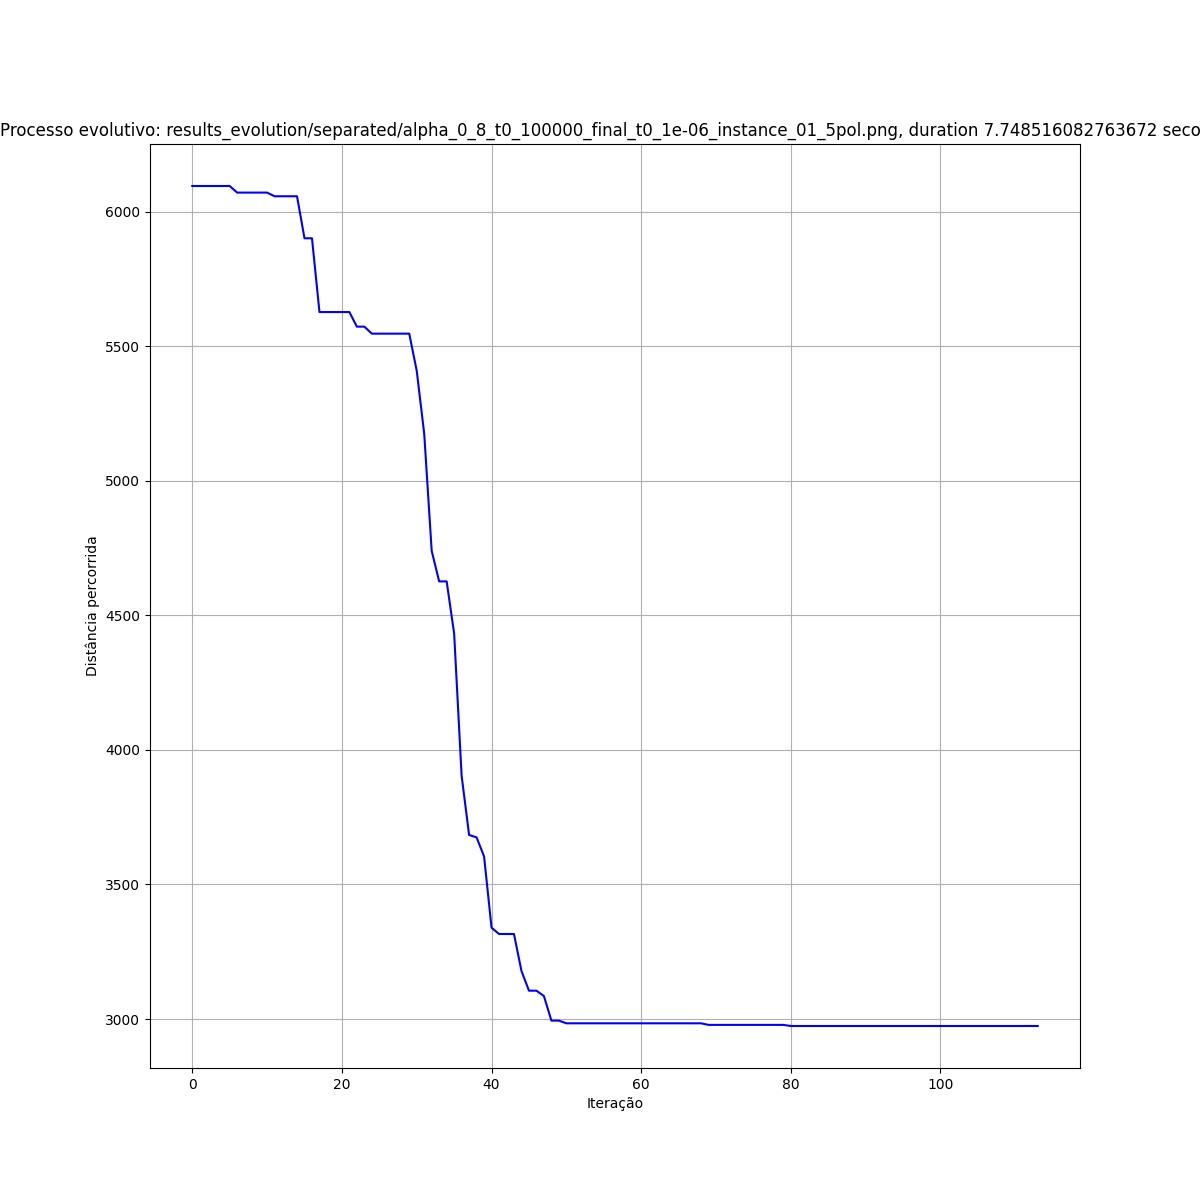 Processo evolutivo: results_evolution/separated/alpha_0_8_t0_100000_final_t0_1e-06_instance_01_5pol.png, duration 7.748516082763672 seco
6000
5500
5000
4500
4000
3500
3000
Distância percorrida
0 20 40 60 80 100
Iteração